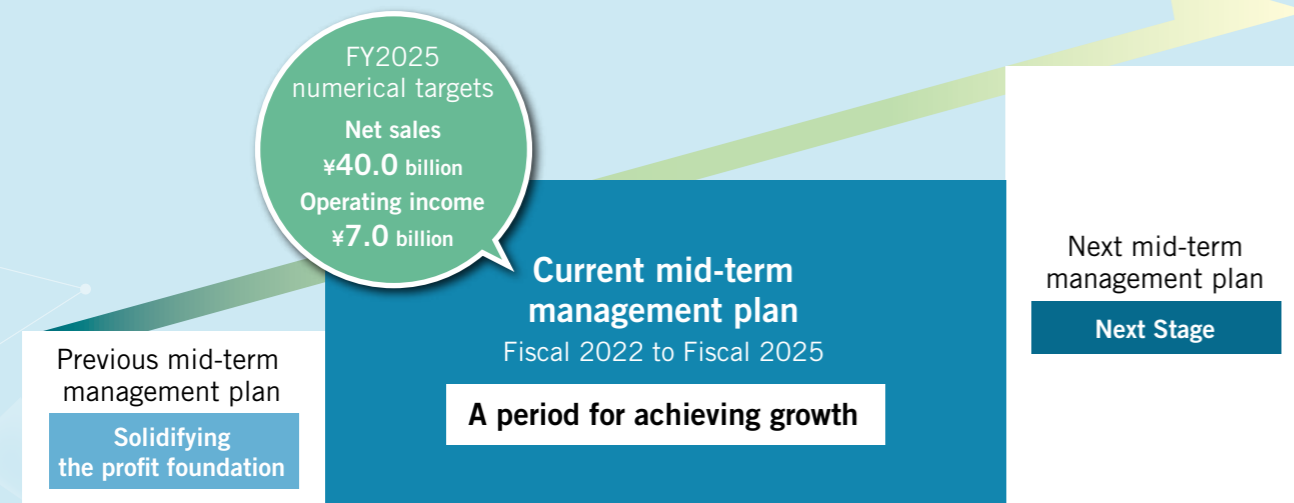 FY2025
numerical targets
Net sales
¥40.0 billion
Operating income
¥7.0 billion
Previous mid-term
management plan
Solidifying
the profit foundation
Current mid-term
management plan
Fiscal 2022 to Fiscal 2025
A period for achieving growth
Next mid-term
management plan
Next Stage